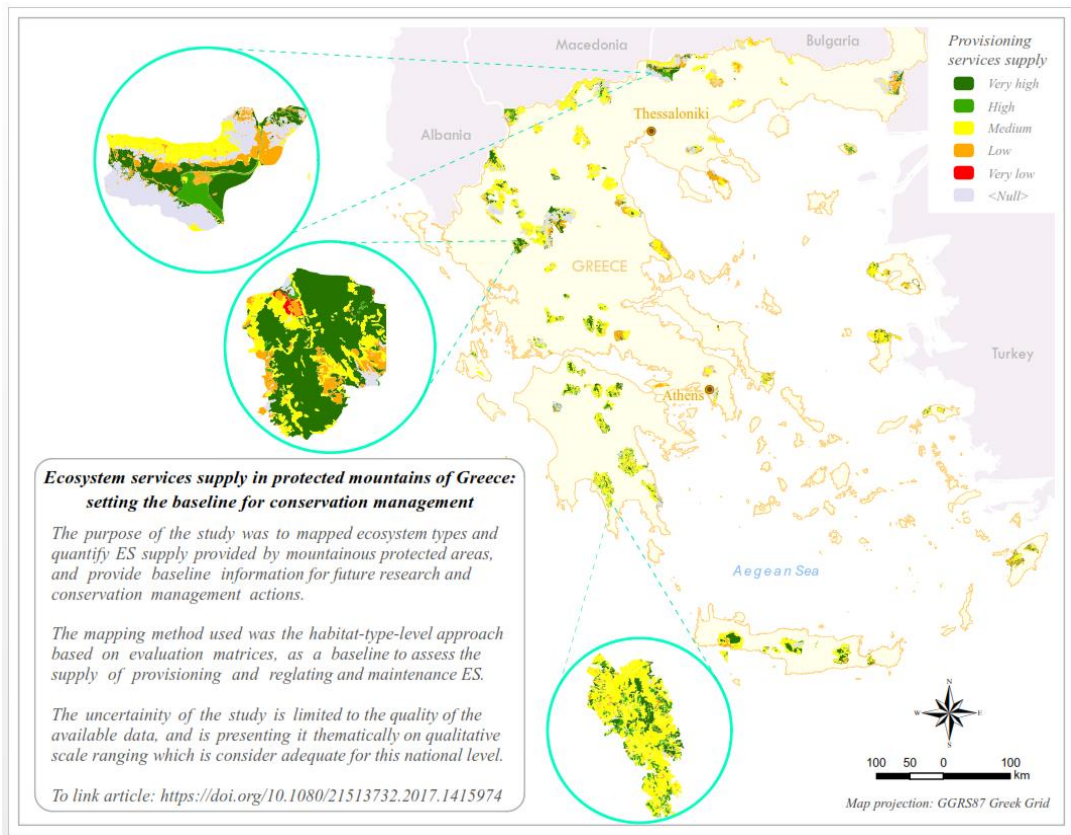 Macedonia
Bulgaria
Albania
Thessaloniki
GREECE
Athens
Turkey
Aegean Sea
Provisioning
services supply
Very high
High
Medium
Low
Very low
<Null>
Ecosystem services supply in protected mountains of Greece:
setting the baseline for conservation management
The purpose of the study was to mapped ecosystem types and
quantify ES supply provided by mountainous protected areas,
and provide baseline information for future research and
conservation management actions.
The mapping method used was the habitat-type-level approach
based on evaluation matrices, as a baseline to assess the
supply of provisioning and reglating and maintenance ES.
The uncertainity of the study is limited to the quality of the
available data, and is presenting it thematically on qualitative
scale ranging which is consider adequate for this national level.
To link article: https://doi.org/10.1080/21513732.2017.1415974
N
W E
S
100 50 0 100
km
Map projection: GGRS87 Greek Grid